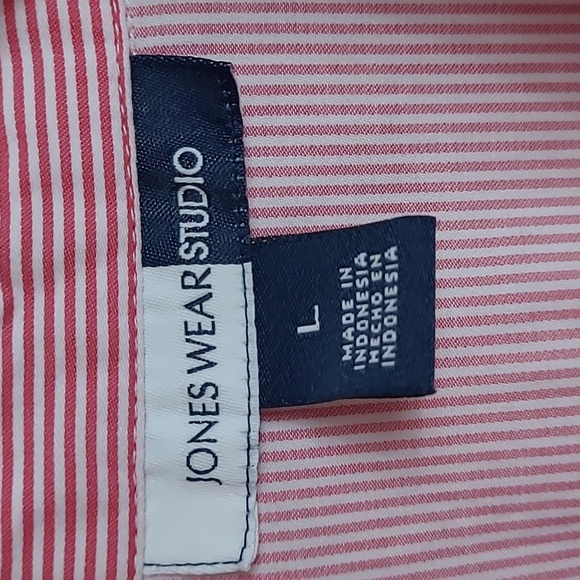 JONES WEAR STUDIO
L
MADE IN
INDONESIA
HECHO EN
INDONESIA